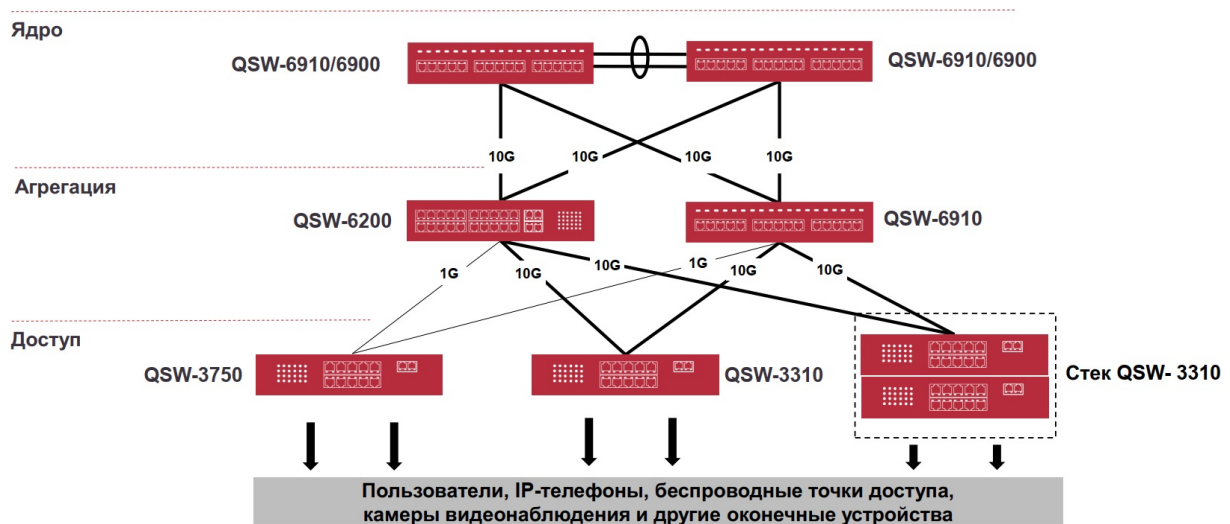 Ядро
QSW-6910/6900
QSW-6910/6900
10G
10G
10G
10G
Агрегация
QSW-6200
QSW-6910
1G
10G
10G
1G
10G
10G
Доступ
QSW-3750
QSW-3310
Стек QSW- 3310
Пользователи, IP-телефоны, беспроводные точки доступа,
камеры видеонаблюдения и другие оконечные устройства